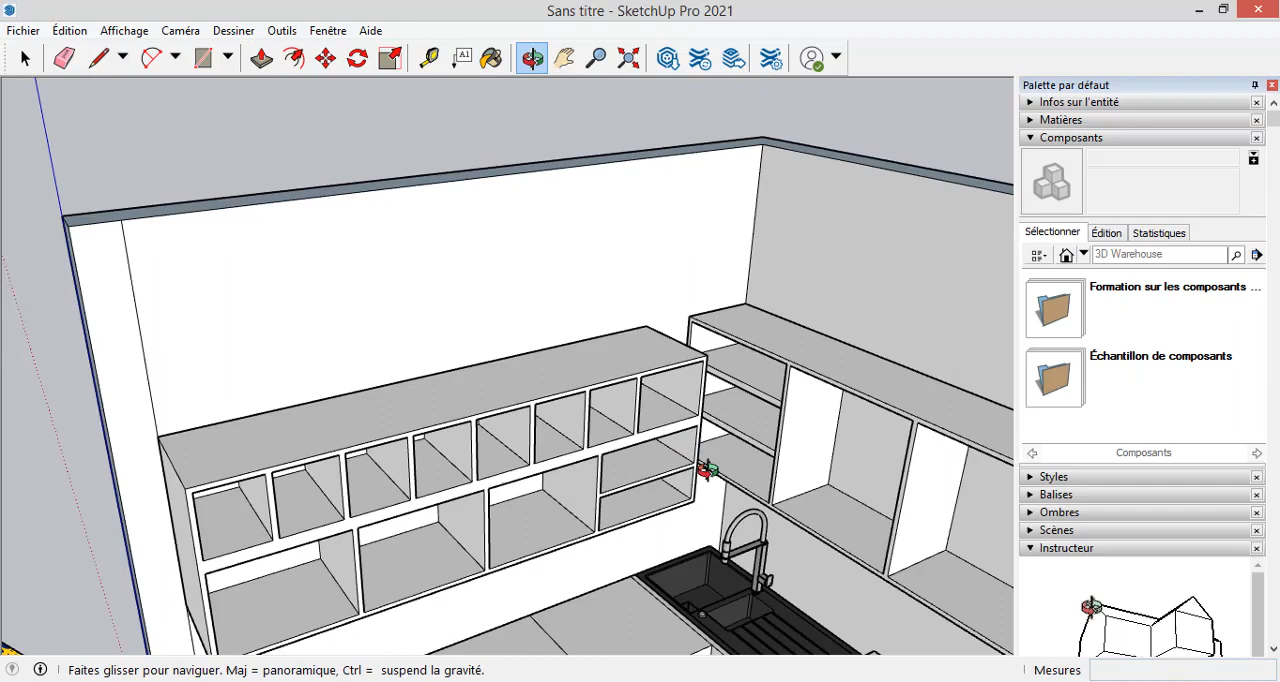 Sans titre - SketchUp Pro 2021
Fichier Édition Affichage Caméra Dessiner Outils Fenêtre Aide
A1
Palette par défaut
Infos sur l'entité
Matières
Composants
Sélectionner Édition Statistiques
3D Warehouse
Formation sur les composants ...
Échantillon de composants
Composants
Styles
Balises
Ombres
Scènes
Instructeur
Faites glisser pour naviguer. Maj = panoramique, Ctrl = suspend la gravité.
Mesures